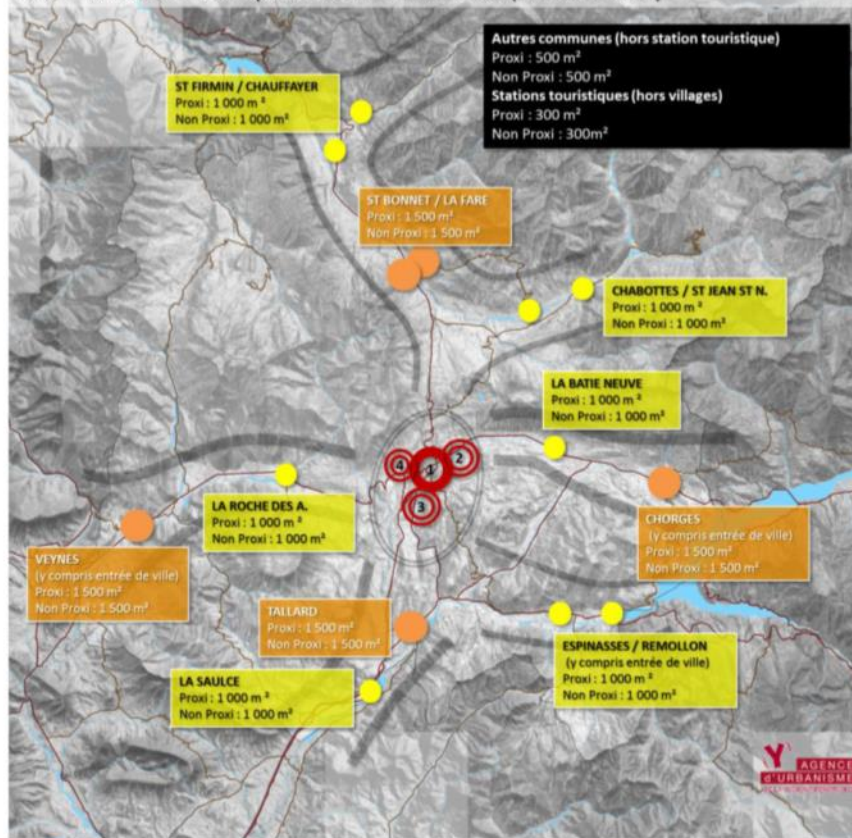 Autres communes (hors station touristique)
Proxi : 500 m²
Non Proxi : 500 m²
Stations touristiques (hors villages)
Proxi : 300 m²
Non Proxi : 300m²
ST FIRMIN / CHAUFFAYER
Proxi : 1 000 m ²
Non Proxi : 1 000 m²
ST BONNET / LA FARE
Proxi : 1 500 m²
Non Proxi : 1 500 m²
CHABOTTES / ST JEAN ST N.
Proxi : 1 000 m ²
Non Proxi : 1 000 m²
LA BATIE NEUVE
Proxi : 1 000 m ²
Non Proxi : 1 000 m²
4
1
2
3
LA ROCHE DES A.
Proxi : 1 000 m ²
Non Proxi : 1 000 m²
CHORGES
(y compris entrée de ville)
Proxi : 1 500 m²
Non Proxi : 1 500 m²
VEYNES
(y compris entrée de ville)
Proxi : 1 500 m²
Non Proxi : 1 500 m²
TALLARD
Proxi : 1 500 m²
Non Proxi : 1 500 m²
ESPINASSES / REMOLLON
(y compris entrée de ville)
Proxi : 1 000 m ²
Non Proxi : 1 000 m²
LA SAULCE
Proxi : 1 000 m ²
Non Proxi : 1 000 m²
AGENCE
d'URBANISME